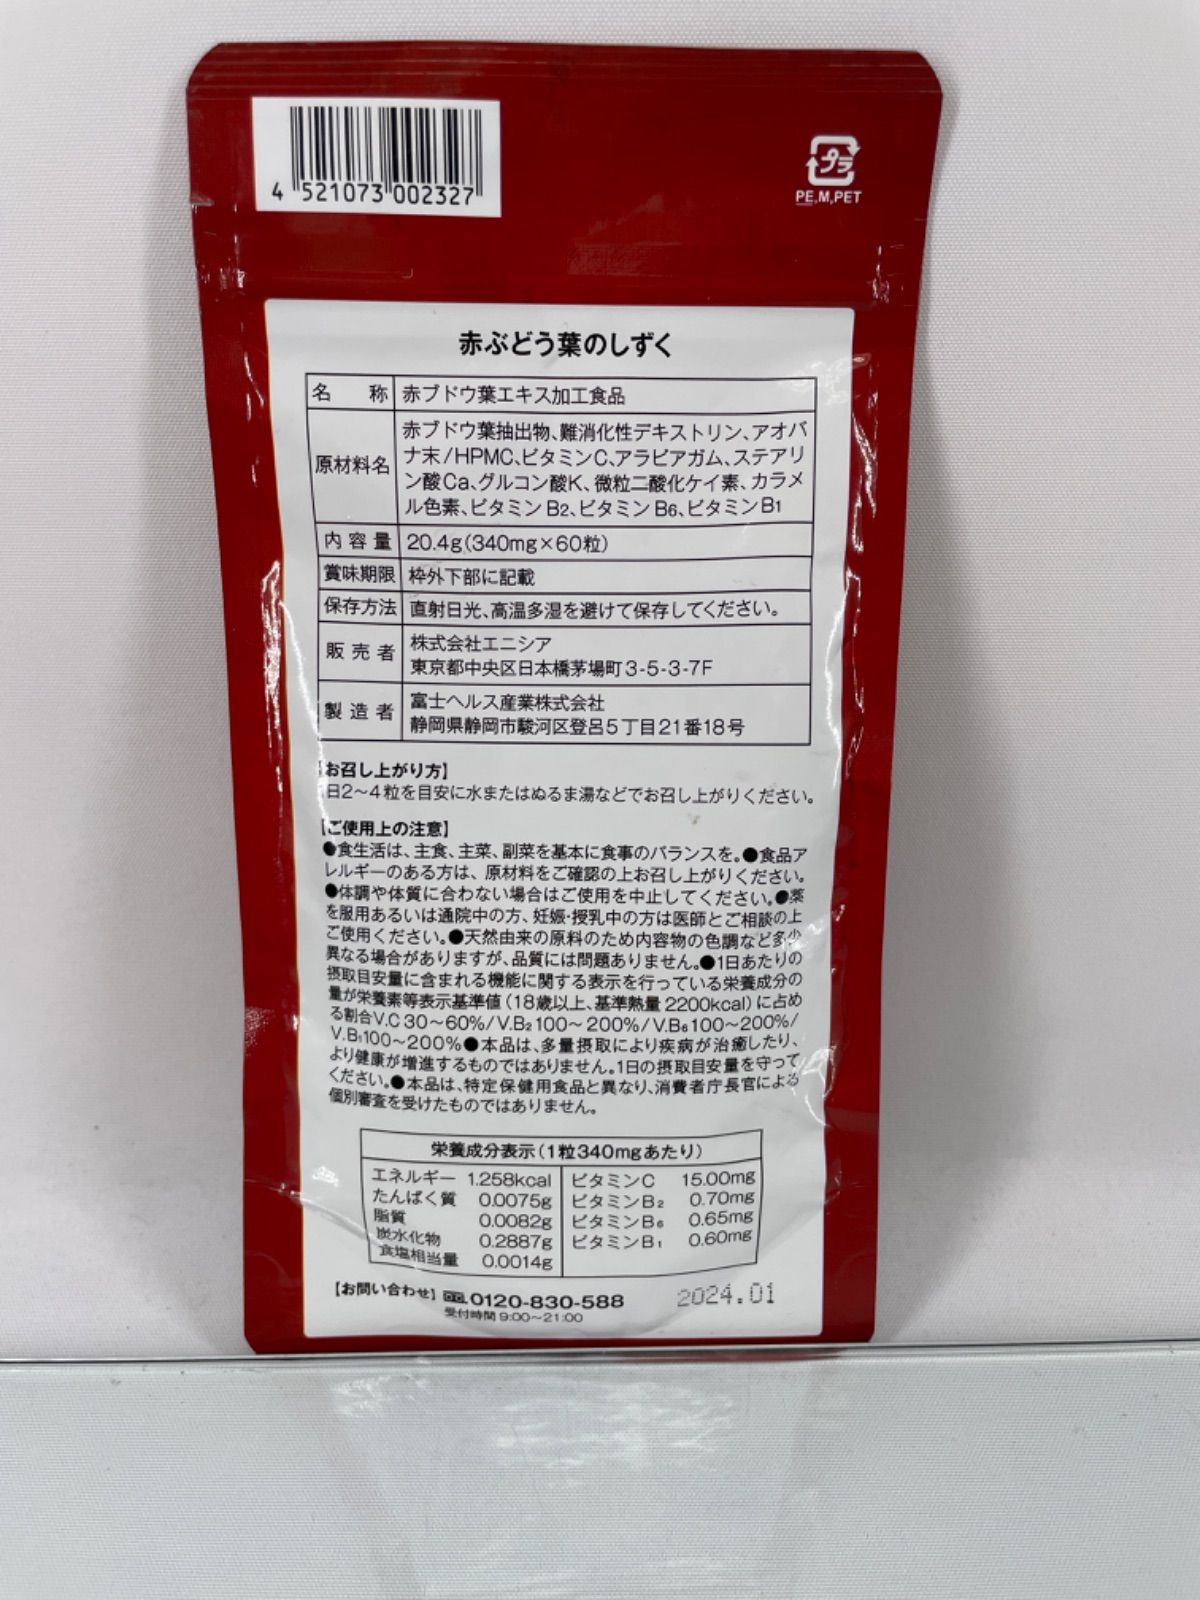 4 521073 002327
プラ
PE,M,PET
赤ぶどう葉のしずく
名 称 赤ブドウ葉エキス加工食品
原材料名 赤ブドウ葉抽出物、難消化性デキストリン、アオバ
ナ末/HPMC、ビタミンC、アラビアガム、ステアリ
ン酸Ca、グルコン酸K、微粒二酸化ケイ素、カラメ
ル色素、ビタミンB2、ビタミンB6、ビタミンB1
内容量 20.4g(340mg×60粒)
賞味期限 枠外下部に記載
保存方法 直射日光、高温多湿を避けて保存してください。
販売者 株式会社エニシア
東京都中央区日本橋茅場町3-5-3-7F
製造者 富士ヘルス産業株式会社
静岡県静岡市駿河区登呂5丁目21番18号
【お召し上がり方】
1日2～4粒を目安に水またはぬるま湯などでお召し上がりください。
【ご使用上の注意】
●食生活は、主食、主菜、副菜を基本に食事のバランスを。●食品ア
レルギーのある方は、原材料をご確認の上お召し上がりください。
●体調や体質に合わない場合はご使用を中止してください。●薬
を服用あるいは通院中の方、妊娠・授乳中の方は医師とご相談の上
ご使用ください。●天然由来の原料のため内容物の色調など多少
異なる場合がありますが、品質には問題ありません。●1日あたりの
摂取目安量に含まれる機能に関する表示を行っている栄養成分の
量が栄養素等表示基準値(18歳以上、基準熱量2200kcal)に占め
る割合V.C 30～60%/V.B2 100～200%/V.B6 100～200%/
V.B1 100～200%●本品は、多量摂取により疾病が治癒したり、
より健康が増進するものではありません。1日の摂取目安量を守って
ください。●本品は、特定保健用食品と異なり、消費者庁長官による
個別審査を受けたものではありません。
栄養成分表示(1粒340mgあたり)
エネルギー 1.258kcal ビタミンC 15.00mg
たんぱく質 0.0075g ビタミンB2 0.70mg
脂質 0.0082g ビタミンB6 0.65mg
炭水化物 0.2887g ビタミンB1 0.60mg
食塩相当量 0.0014g
【お問い合わせ】 0120-830-588 2024.01
受付時間 9:00～21:00